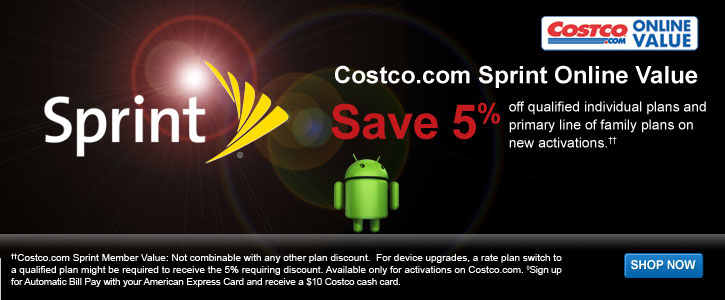 COSTCO
.COM
ONLINE
VALUE
Costco.com Sprint Online Value
Sprint
®
Save 5%
off qualified individual plans and
primary line of family plans on
new activations.††
††Costco.com Sprint Member Value: Not combinable with any other plan discount.  For device upgrades, a rate plan switch to
a qualified plan might be required to receive the 5% requiring discount. Available only for activations on Costco.com. ◊Sign up
for Automatic Bill Pay with your American Express Card and receive a $10 Costco cash card.
SHOP NOW